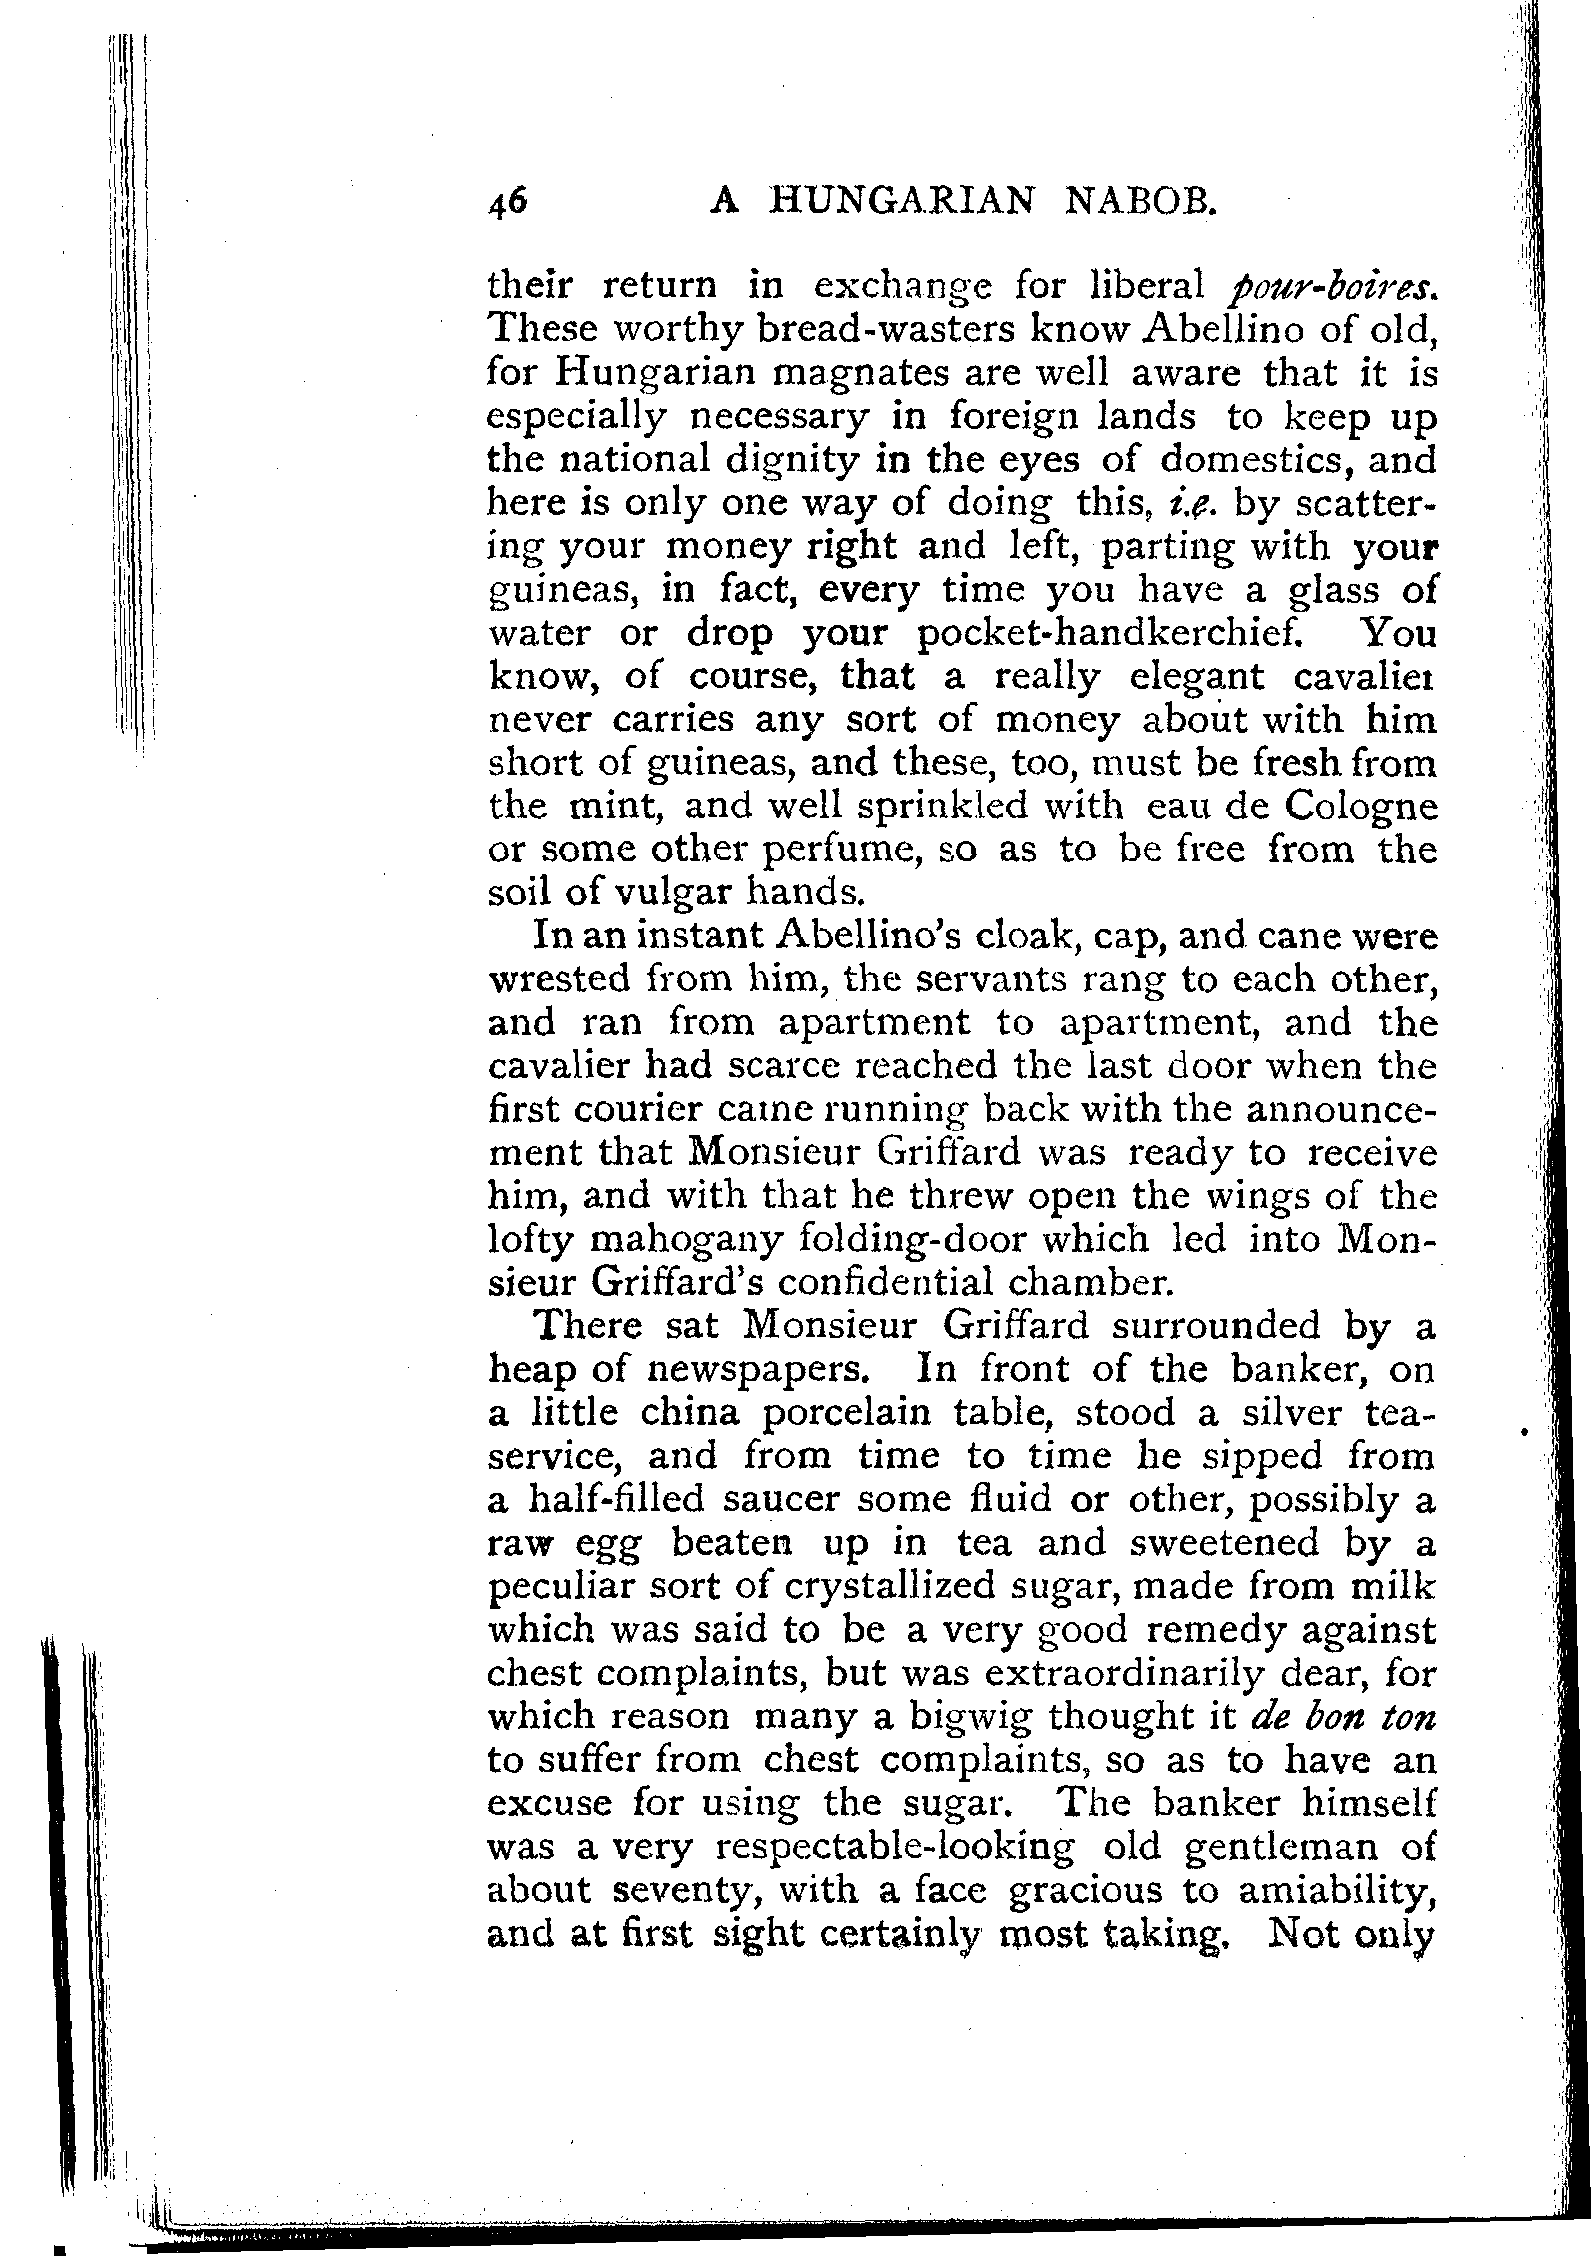 46 A HUNGARIAN NABOB.
their return in exchange for liberal pour-boires.
These worthy bread-wasters know Abellino of old,
for Hungarian magnates are well aware that it is
especially necessary in foreign lands to keep up
the national dignity in the eyes of domestics, and
here is only one way of doing this, i.e. by scatter-
ing your money right and left, parting with your
guineas, in fact, every time you have a glass of
water or drop your pocket-handkerchief. You
know, of course, that a really elegant cavalier
never carries any sort of money about with him
short of guineas, and these, too, must be fresh from
the mint, and well sprinkled with eau de Cologne
or some other perfume, so as to be free from the
soil of vulgar hands.
In an instant Abellino's cloak, cap, and cane were
wrested from him, the servants rang to each other,
and ran from apartment to apartment, and the
cavalier had scarce reached the last door when the
first courier came running back with the announce-
ment that Monsieur Griffard was ready to receive
him, and with that he threw open the wings of the
lofty mahogany folding-door which led into Mon-
sieur Griffard's confidential chamber.
There sat Monsieur Griffard surrounded by a
heap of newspapers. In front of the banker, on
a little china porcelain table, stood a silver tea-
service, and from time to time he sipped from
a half-filled saucer some fluid or other, possibly a
raw egg beaten up in tea and sweetened by a
peculiar sort of crystallized sugar, made from milk
which was said to be a very good remedy against
chest complaints, but was extraordinarily dear, for
which reason many a bigwig thought it de bon ton
to suffer from chest complaints, so as to have an
excuse for using the sugar. The banker himself
was a very respectable-looking old gentleman of
about seventy, with a face gracious to amiability,
and at first sight certainly most taking. Not only